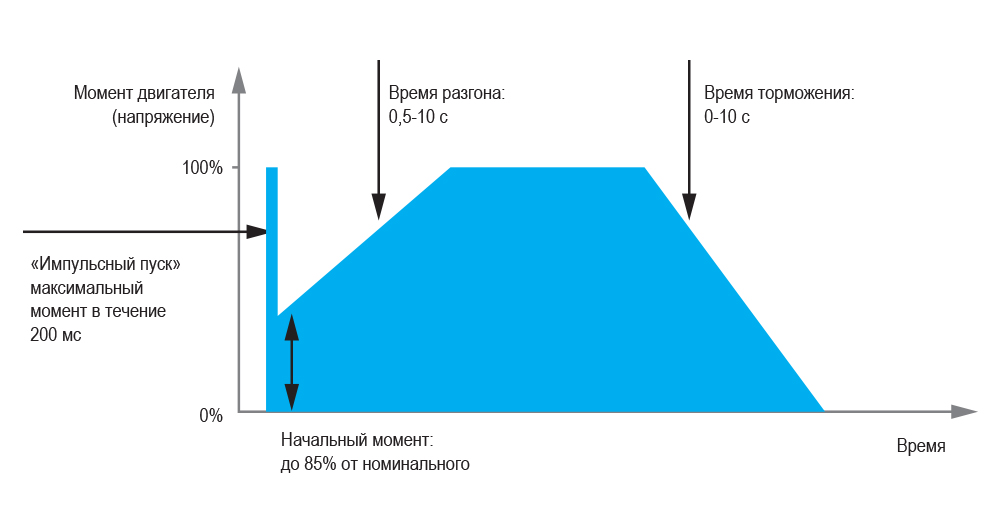 Момент двигателя
(напряжение)
Время разгона:
0,5-10 с
Время торможения:
0-10 с
100%
«Импульсный пуск»
максимальный
момент в течение
200 мс
0%
Начальный момент:
до 85% от номинального
Время